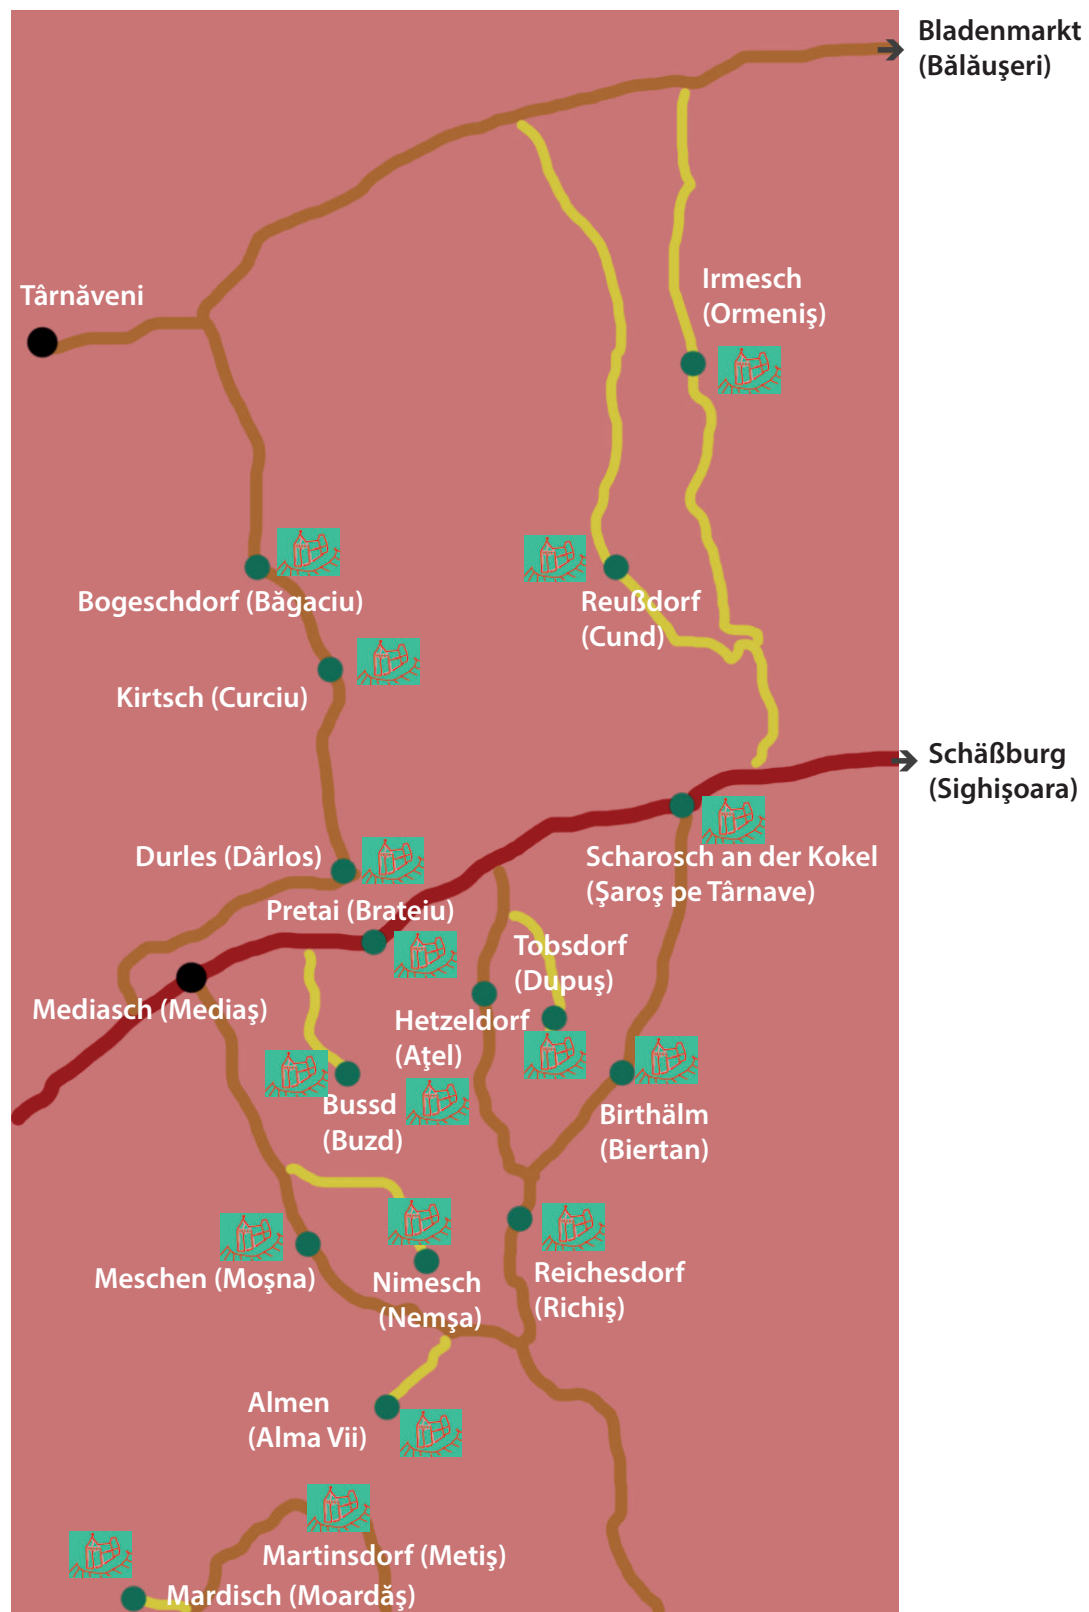 Bladenmarkt
(Bălăuşeri)
Irmesch
(Ormeniş)
Târnăveni
Bogeschdorf (Băgaciu)
Reußdorf
(Cund)
Kirtsch (Curciu)
Schäßburg
(Sighişoara)
Durles (Dârlos)
Scharosch an der Kokel
(Şaroş pe Târnave)
Pretai (Brateiu)
Tobsdorf
(Dupuş)
Mediasch (Mediaş)
Hetzeldorf
(Aţel)
Bussd
(Buzd)
Birthälm
(Biertan)
Meschen (Moşna)
Nimesch
(Nemşa)
Reichesdorf
(Richiş)
Almen
(Alma Vii)
Martinsdorf (Metiş)
Mardisch (Moardăş)